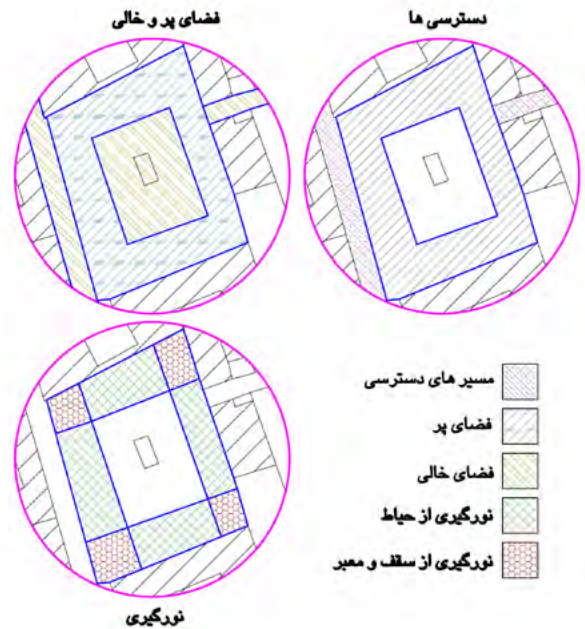 دسترسی ها
فضای پر و خالی
مسیر های دسترسی
فضای پر
فضای خالی
نورگیری از حیاط
نورگیری از سقف و معبر
نورگیری